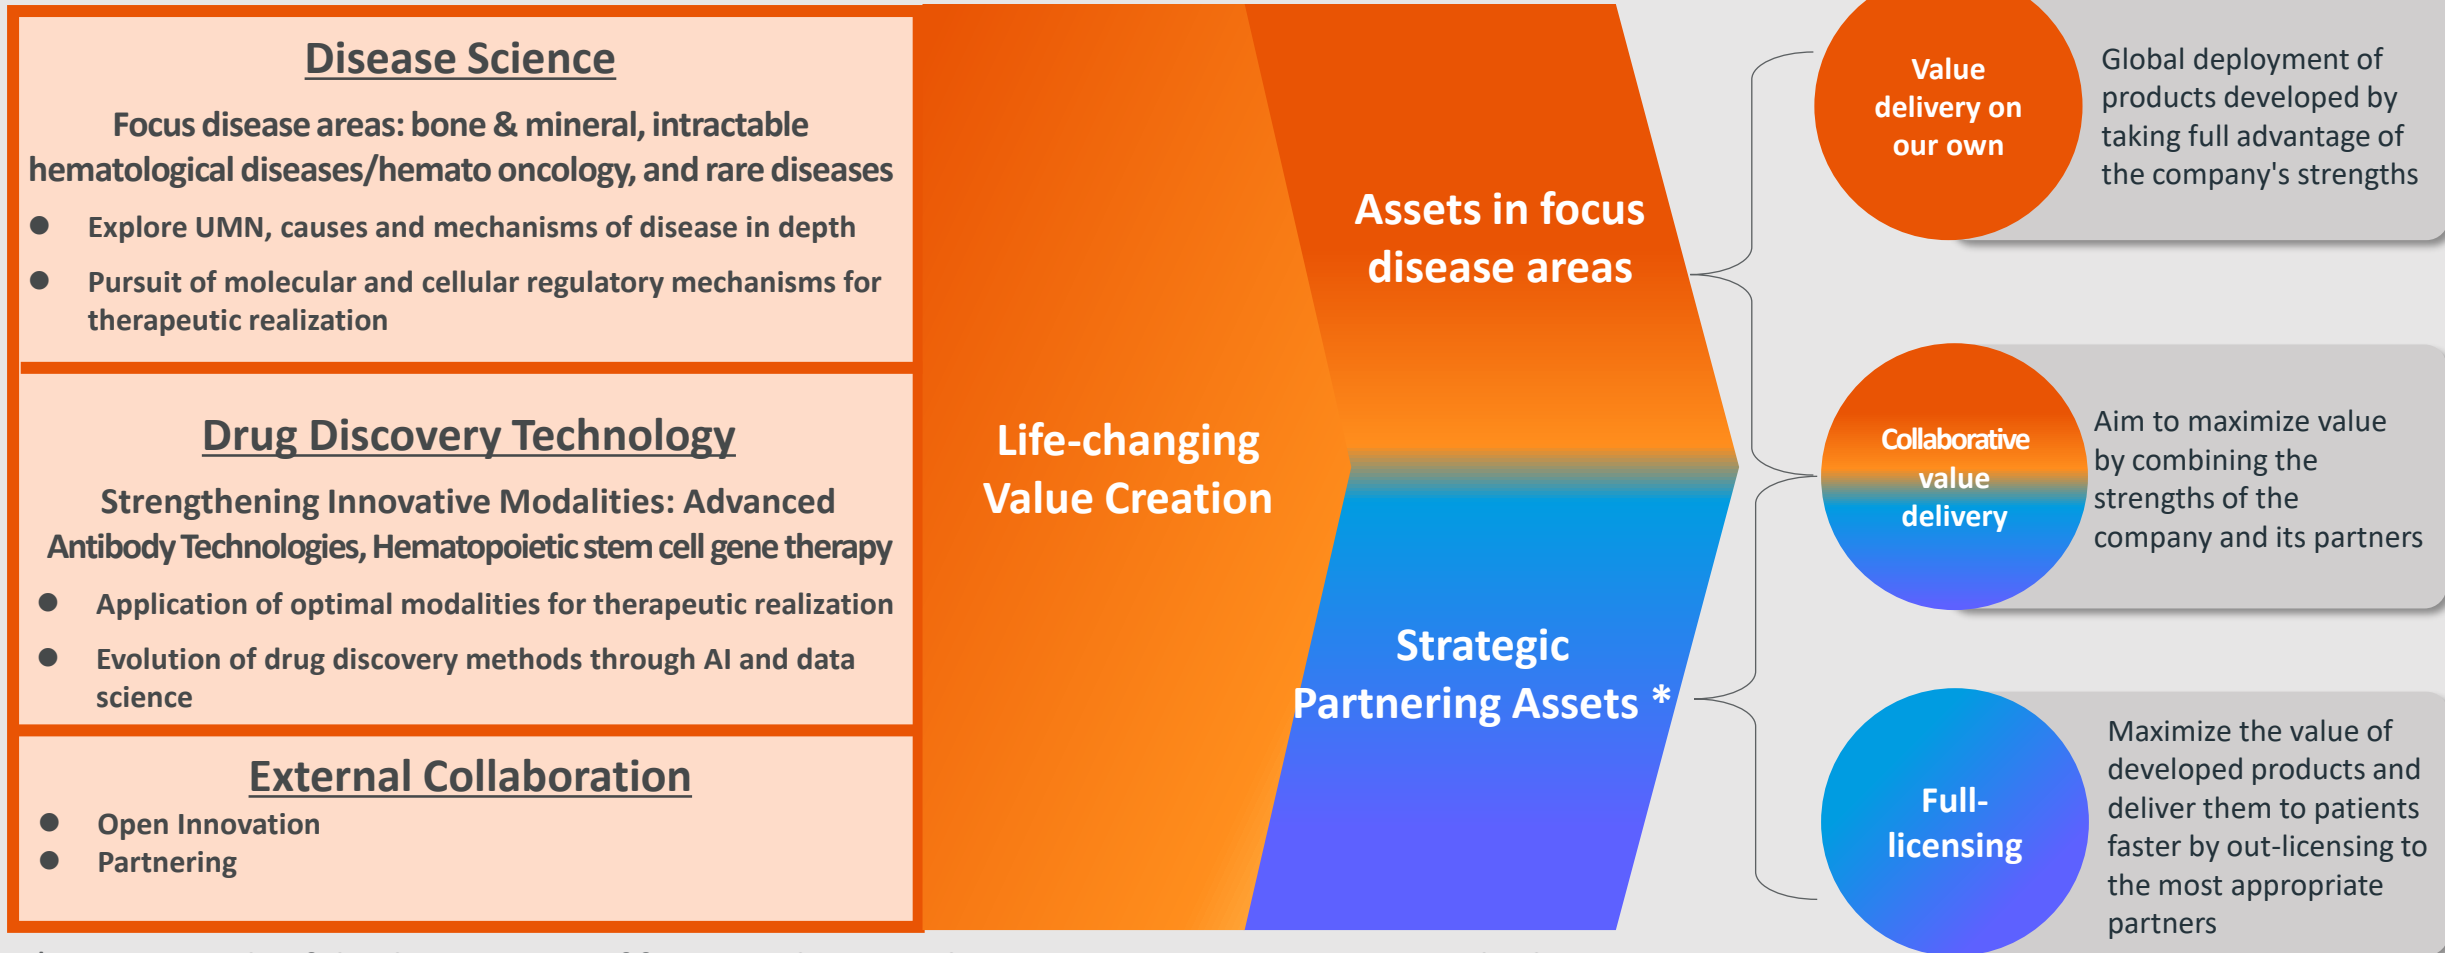 Disease Science
Focus disease areas: bone & mineral, intractable
hematological diseases/hemato oncology, and rare diseases
● Explore UMN, causes and mechanisms of disease in depth
● Pursuit of molecular and cellular regulatory mechanisms for
therapeutic realization
Drug Discovery Technology
Strengthening Innovative Modalities: Advanced
Antibody Technologies, Hematopoietic stem cell gene therapy
● Application of optimal modalities for therapeutic realization
● Evolution of drug discovery methods through AI and data
science
External Collaboration
● Open Innovation
● Partnering
Life-changing
Value Creation
Assets in focus
disease areas
Strategic
Partnering Assets *
Value
delivery on
our own
Global deployment of
products developed by
taking full advantage of
the company's strengths
Collaborative
value
delivery
Aim to maximize value
by combining the
strengths of the
company and its partners
Full-
licensing
Maximize the value of
developed products and
deliver them to patients
faster by out-licensing to
the most appropriate
partners